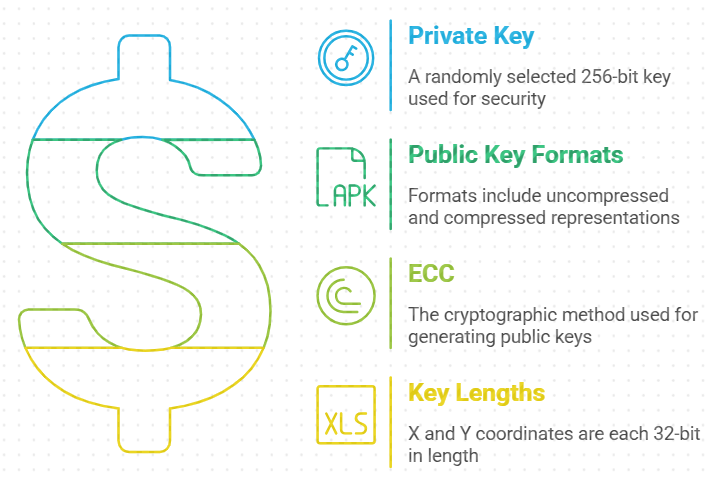 Private Key
A randomly selected 256-bit key
used for security
Public Key Formats
APK
Formats include uncompressed
and compressed representations
ECC
The cryptographic method used for
generating public keys
Key Lengths
XLS
X and Y coordinates are each 32-bit
in length